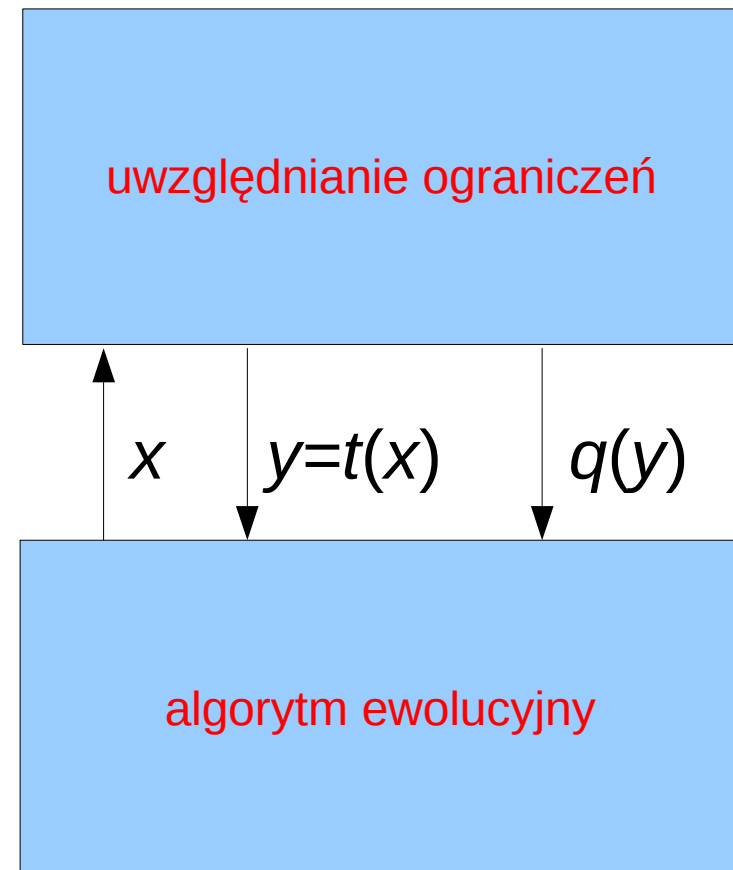 uwzględnianie ograniczeń
x y=t(x) q(y)
algorytm ewolucyjny